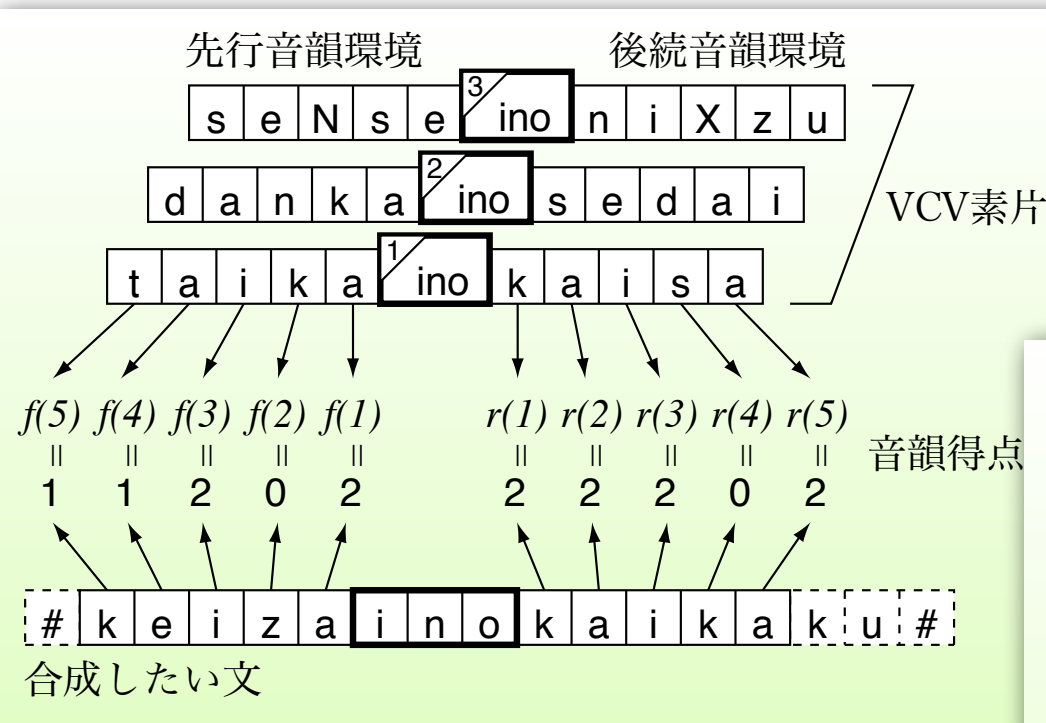 先行音韻環境 後続音韻環境
s e N s e 3 ino n i X z u
d a n k a 2 ino s e d a i
VCV素片
t a i k a 1 ino k a i s a
f(5) f(4) f(3) f(2) f(1) r(1) r(2) r(3) r(4) r(5)
= = = = = = = = = =
音韻得点
1 1 2 0 2 2 2 2 0 2
# k e i z a i n o k a i k a k u #
合成したい文